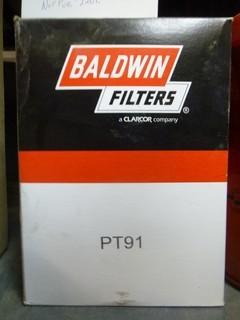 BALDWIN
FILTERS®
a CLARCOR company
PT91